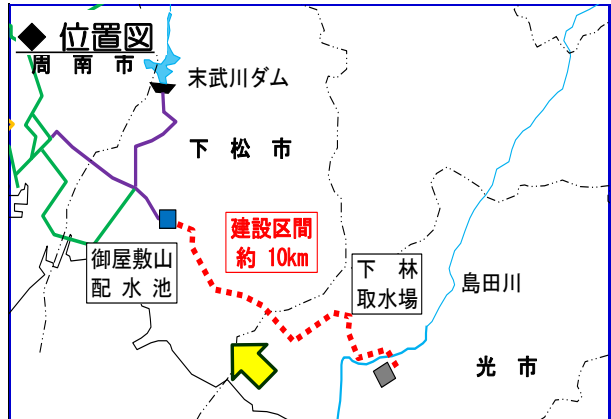 ◆ 位置図
周南市
末武川ダム
下松市
建設区間
約 10km
御屋敷山
配水池
下林
取水場
島田川
光市